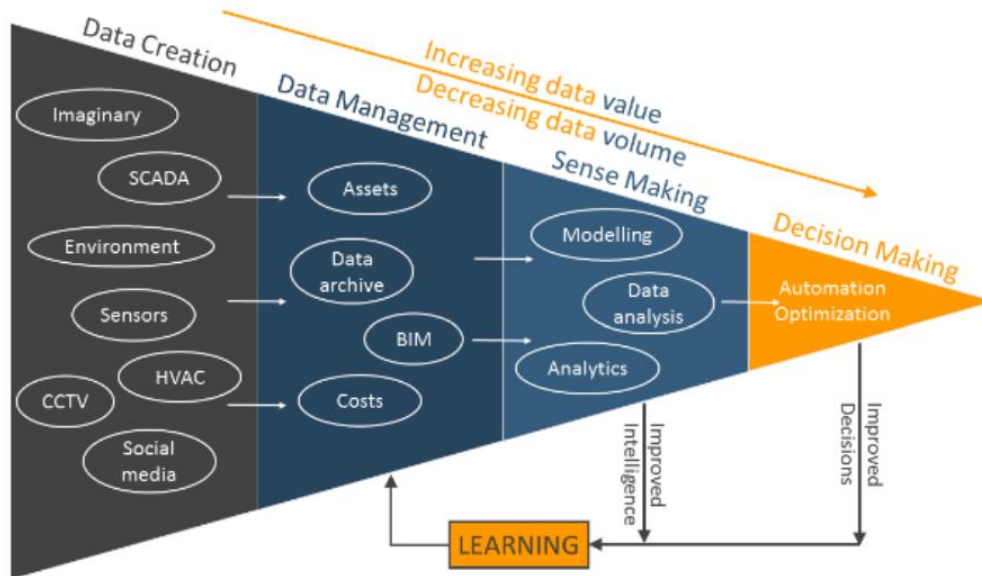 Data Creation
Imaginary
SCADA
Environment
Sensors
HVAC
CCTV
Social
media
Data Management
Assets
Data
archive
BIM
Costs
Increasing data value
Decreasing data volume
Sense Making
Modelling
Data
analysis
Analytics
Decision Making
Automation
Optimization
Improved
Intelligence
Improved
Decisions
LEARNING